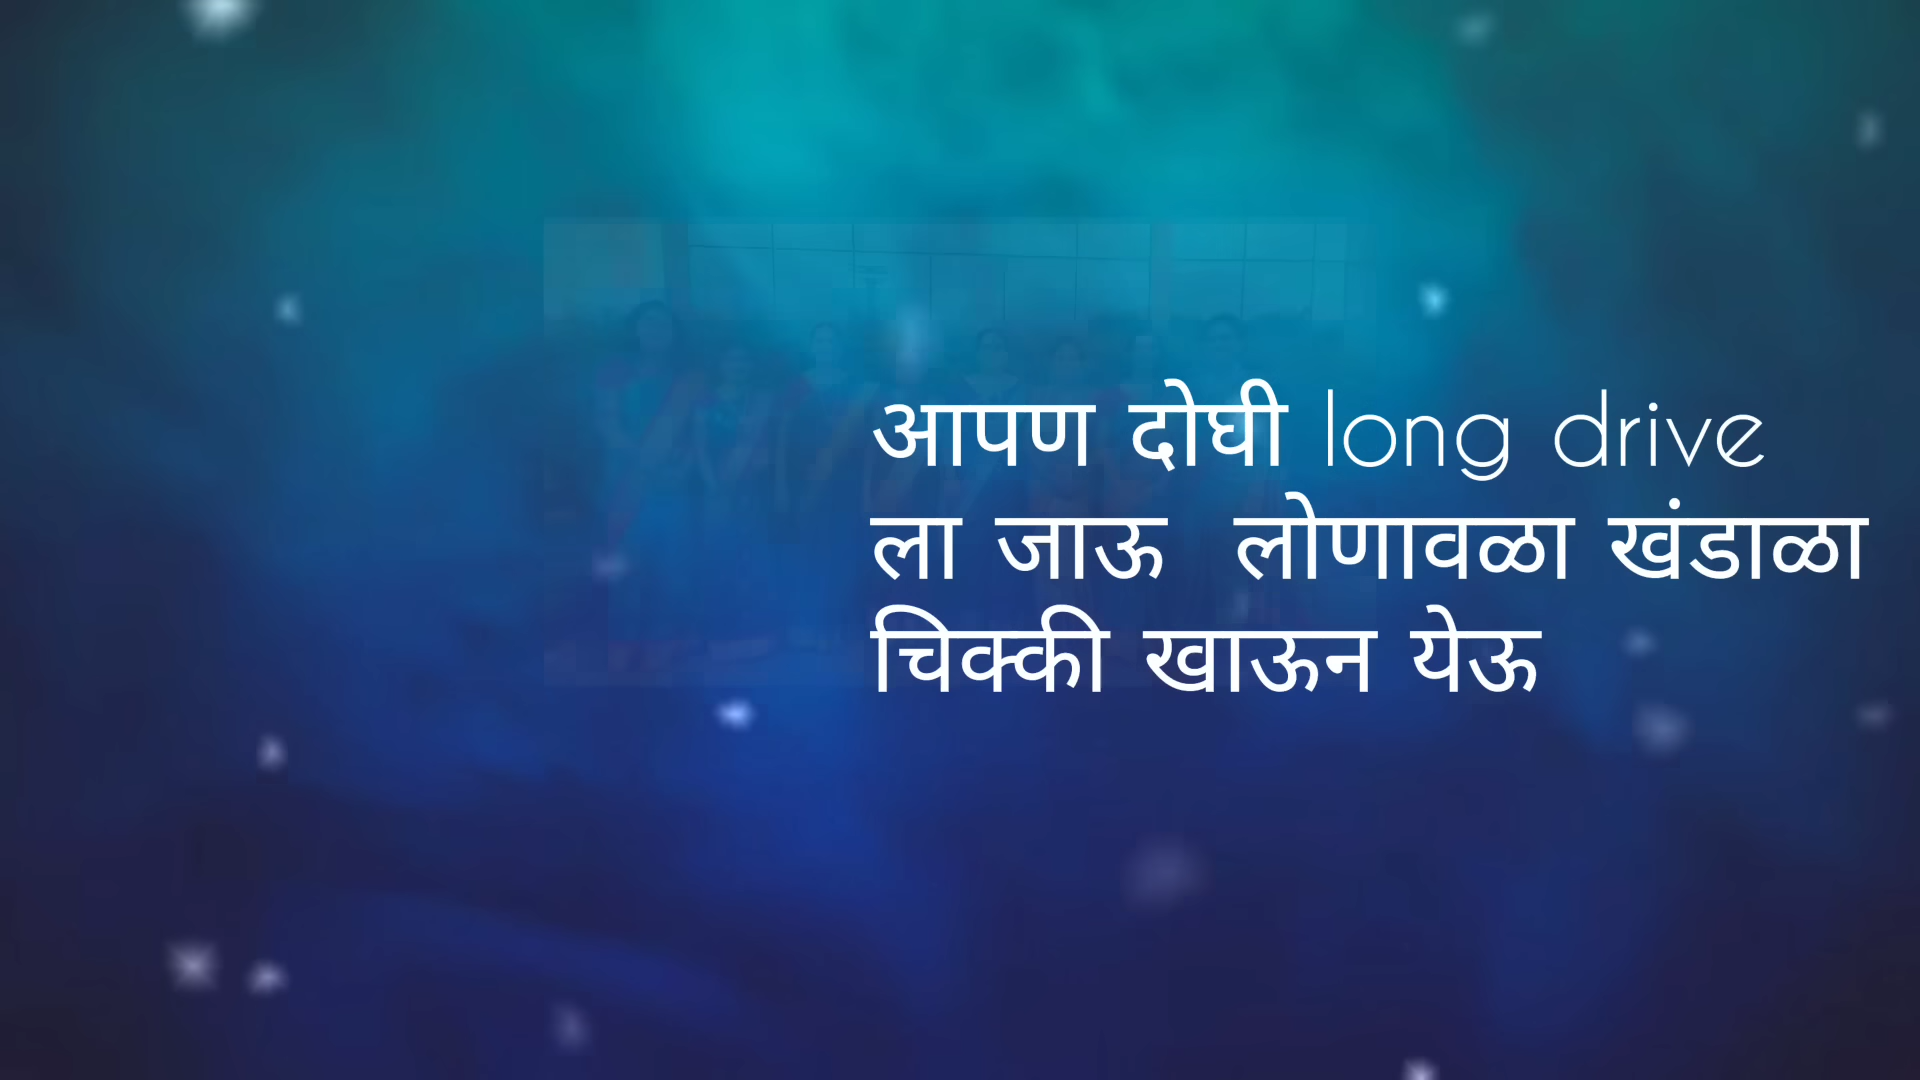 आपण दोघी long drive
ला जाऊ लोणावळा खंडाळा
चिक्की खाऊन येऊ